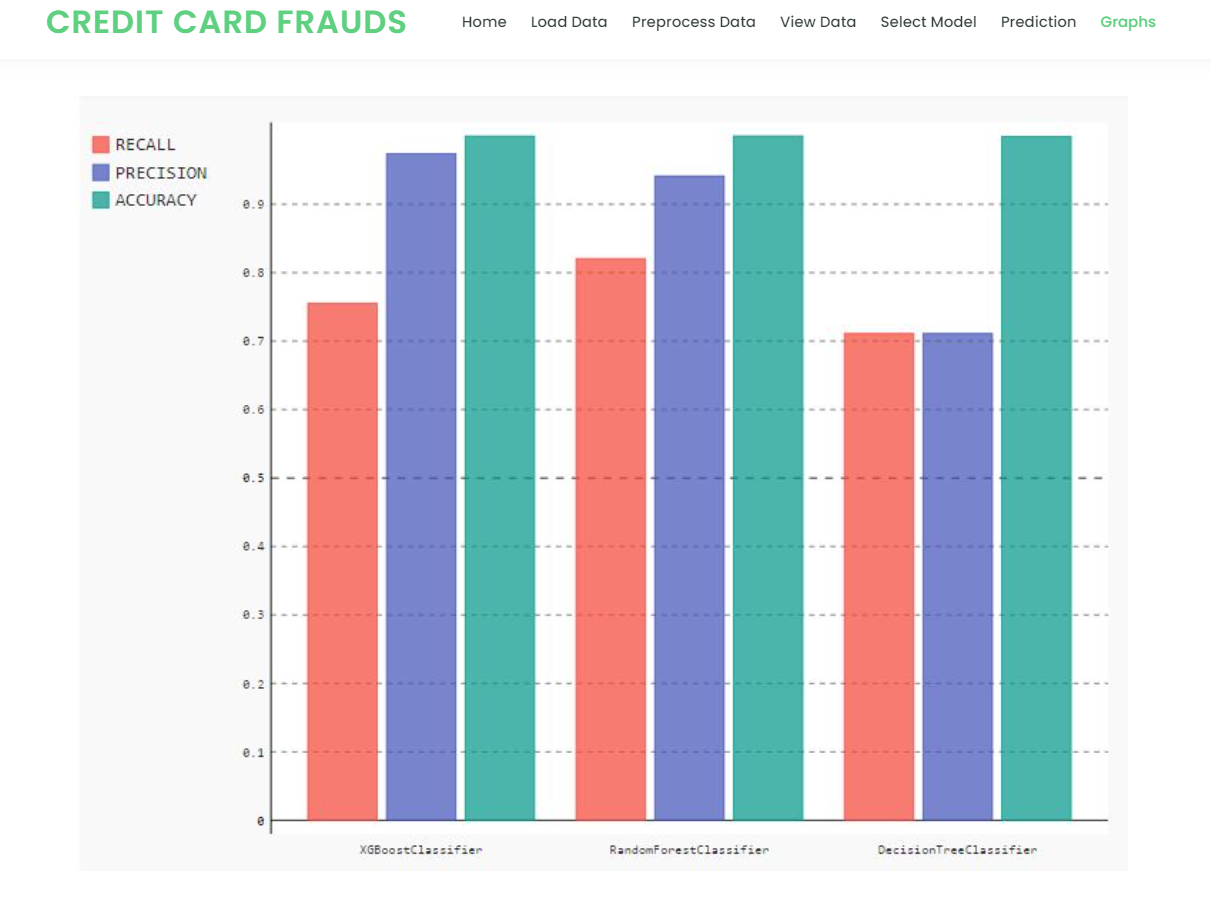 CREDIT CARD FRAUDS
Home Load Data Preprocess Data View Data Select Model Prediction Graphs
RECALL
PRECISION
ACCURACY
0.9
0.8
0.7
0.6
0.5
0.4
0.3
0.2
0.1
0
XGBoostClassifier RandomForestClassifier DecisionTreeClassifier